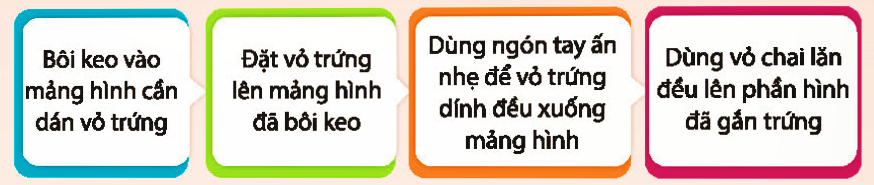 Bôi keo vào
mảng hình cần
dán vỏ trứng
Đặt vỏ trứng
lên mảng hình
đã bôi keo
Dùng ngón tay ấn
nhẹ để vỏ trứng
dính đều xuống
mảng hình
Dùng vỏ chai lăn
đều lên phần hình
đã gắn trứng